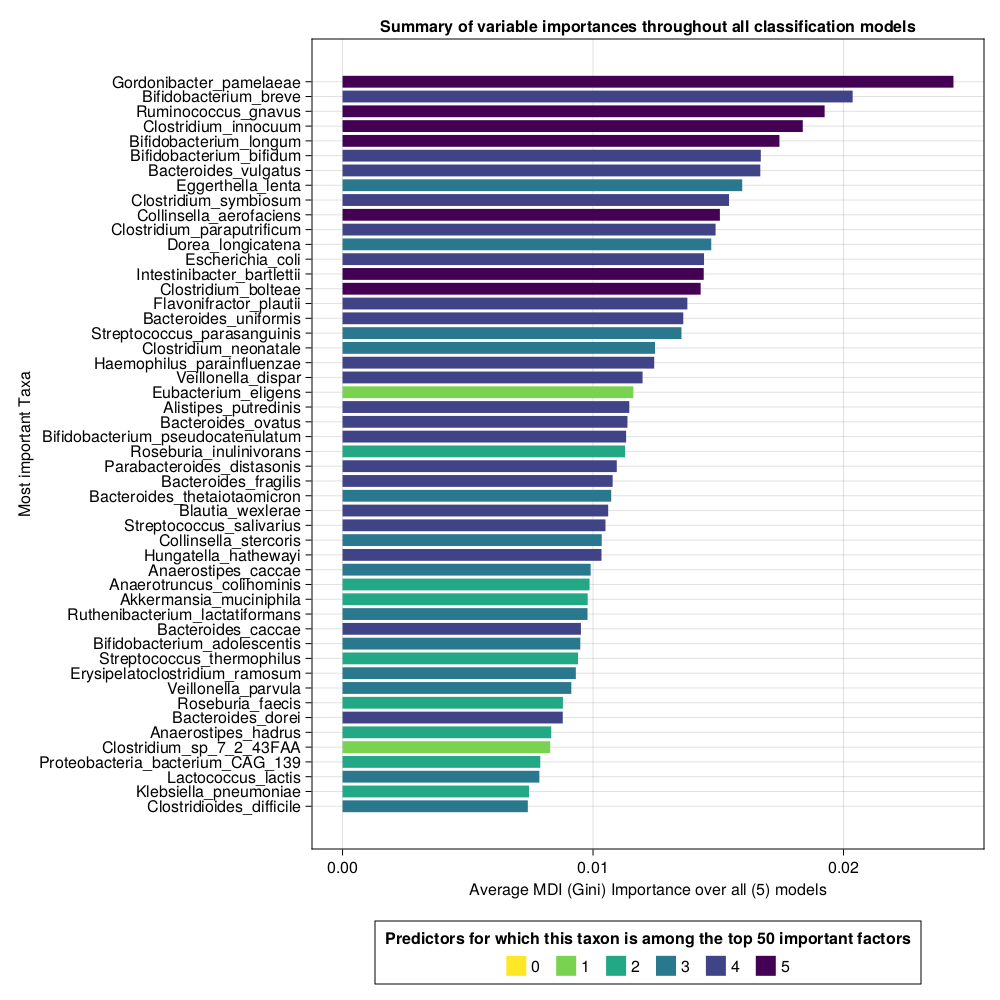 Summary of variable importances throughout all classification models
Most important Taxa
Gordonibacter_pamelaeae
Bifidobacterium_breve
Ruminococcus_gnavus
Clostridium_innocuum
Bifidobacterium_longum
Bifidobacterium_bifidum
Bacteroides_vulgatus
Eggerthella_lenta
Clostridium_symbiosum
Collinsella_aerofaciens
Clostridium_paraputrificum
Dorea_longicatena
Escherichia_coli
Intestinibacter_bartlettii
Clostridium_bolteae
Flavonifractor_plautii
Bacteroides_uniformis
Streptococcus_parasanguinis
Clostridium_neonatale
Haemophilus_parainfluenzae
Veillonella_dispar
Eubacterium_eligens
Alistipes_putredinis
Bacteroides_ovatus
Bifidobacterium_pseudocatenulatum
Roseburia_inulinivorans
Parabacteroides_distasonis
Bacteroides_fragilis
Bacteroides_thetaiotaomicron
Blautia_wexlerae
Streptococcus_salivarius
Collinsella_stercoris
Hungatella_hathewayi
Anaerostipes_caccae
Anaerotruncus_colihominis
Akkermansia_muciniphila
Ruthenibacterium_lactatiformans
Bacteroides_caccae
Bifidobacterium_adolescentis
Streptococcus_thermophilus
Erysipelatoclostridium_ramosum
Veillonella_parvula
Roseburia_faecis
Bacteroides_dorei
Anaerostipes_hadrus
Clostridium_sp_7_2_43FAA
Proteobacteria_bacterium_CAG_139
Lactococcus_lactis
Klebsiella_pneumoniae
Clostridioides_difficile
0.00 0.01 0.02
Average MDI (Gini) Importance over all (5) models
Predictors for which this taxon is among the top 50 important factors
0 1 2 3 4 5